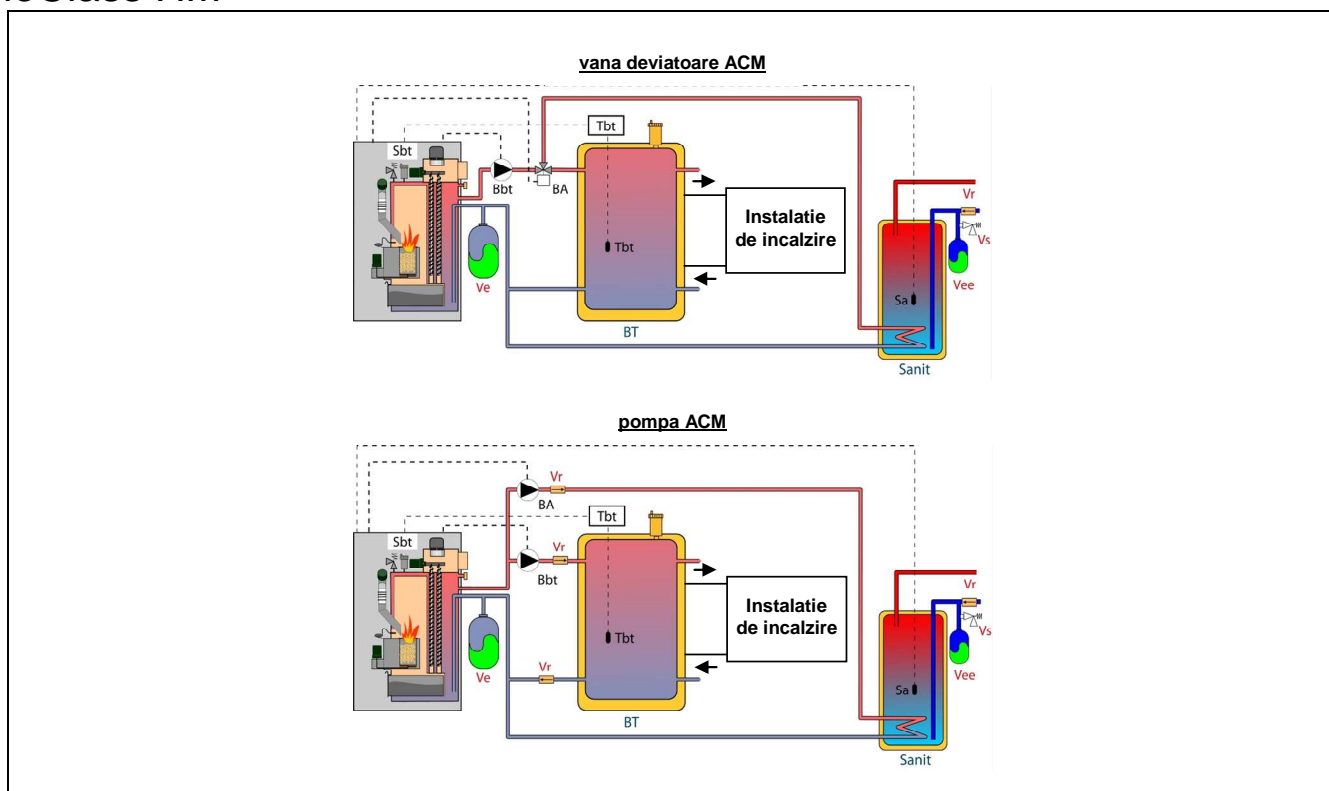 vana deviatoare ACM
Tbt
Sbt
Bbt
BA
Vr
Instalatie
de incalzire
Tbt
Vs
Ve
Sa
Vee
BT
Sanit
pompa ACM
Vr
BA
Tbt
Sbt
Vr
Bbt
Vr
Instalatie
de incalzire
Tbt
Vs
Vr
Ve
Sa
Vee
BT
Sanit